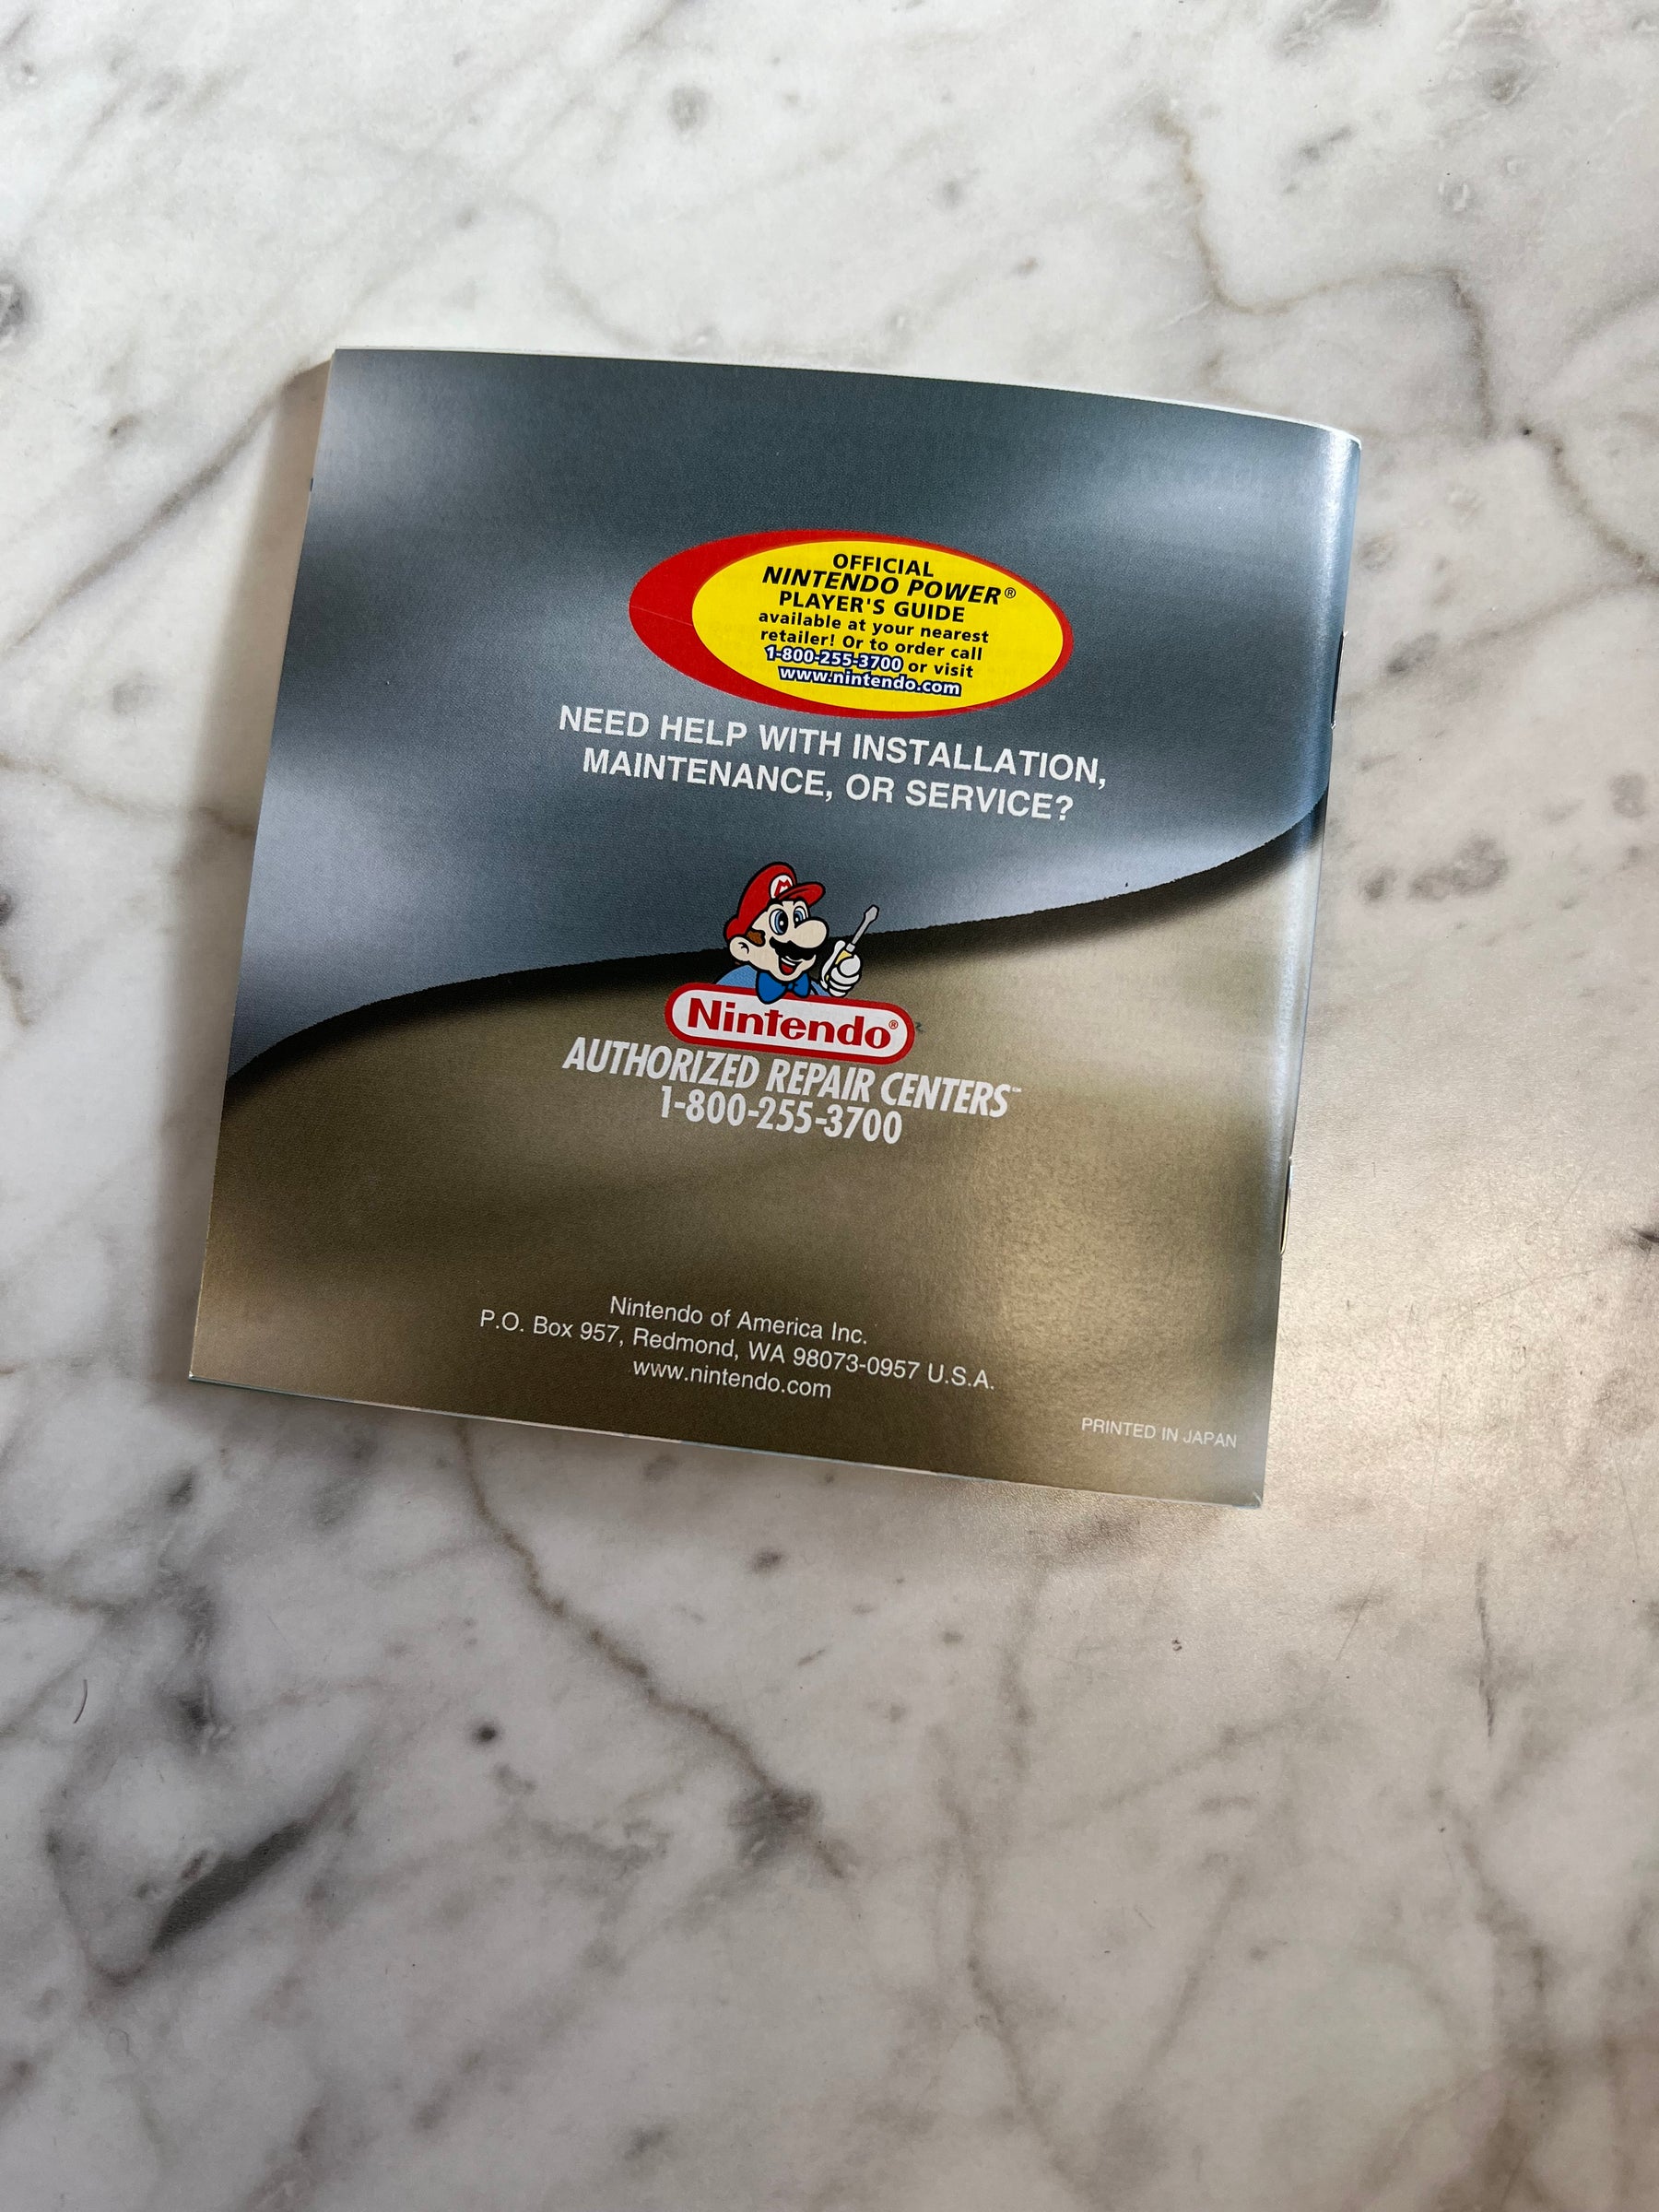 OFFICIAL
NINTENDO POWER®
PLAYER'S GUIDE
available at your nearest
retailer! Or to order call
1-800-255-3700 or visit
www.nintendo.com
NEED HELP WITH INSTALLATION,
MAINTENANCE, OR SERVICE?
M
Nintendo®
AUTHORIZED REPAIR CENTERS™
1-800-255-3700
Nintendo of America Inc.
P.O. Box 957, Redmond, WA 98073-0957 U.S.A.
www.nintendo.com
PRINTED IN JAPAN